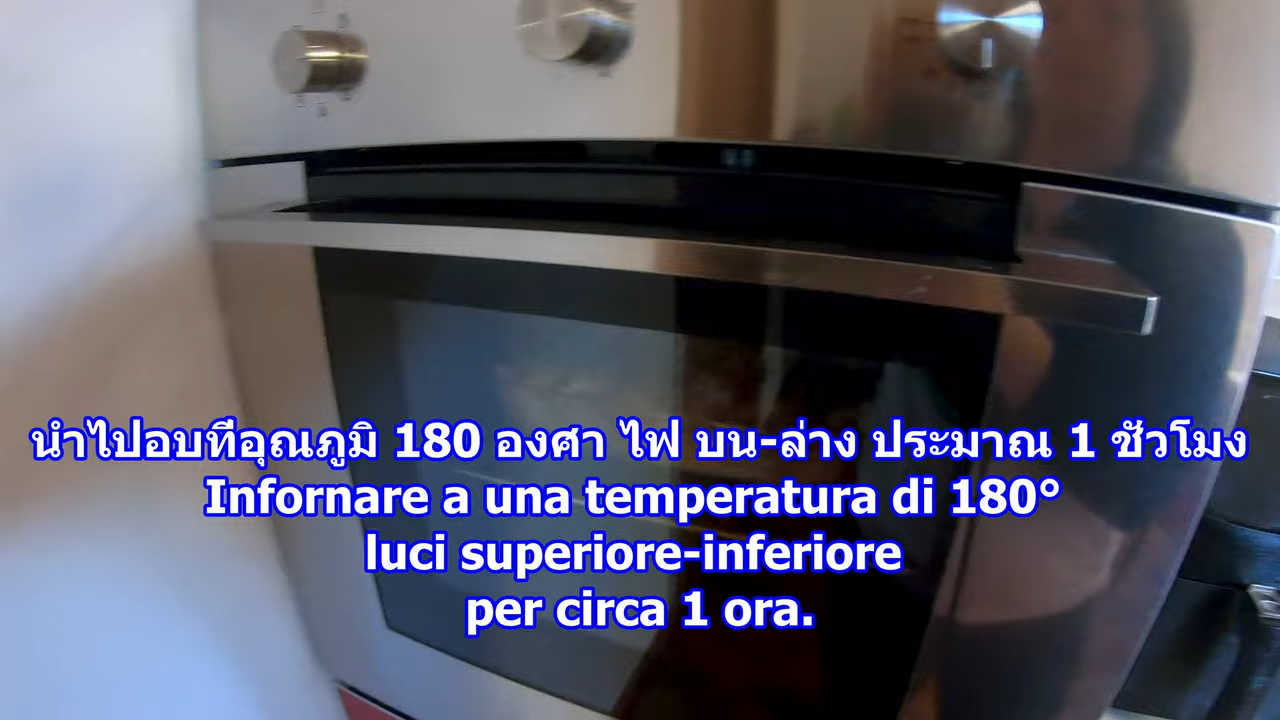 นำไปอบที่อุณภูมิ 180 องศา ไฟ บน-ล่าง ประมาณ 1 ชั่วโมง
Infornare a una temperatura di 180°
luci superiore-inferiore
per circa 1 ora.